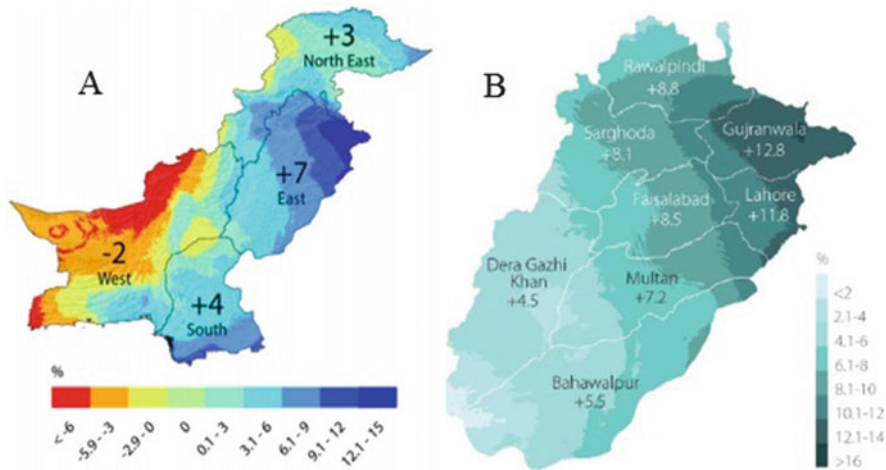 A
+3
North East
+7
East
-2
West
+4
South
%
< -6
-5.9 - -3
-2.9 - 0
0
0.1-3
3.1 - 6
6.1 - 9
9.1 - 12
12.1 - 15
B
Rawalpindi
+8.8
Sarghoda
+8.1
Gujranwala
+12.8
Faisalabad
+8.5
Lahore
+11.8
Dera Gazhi
Khan
+4.5
Multan
+7.2
Bahawalpur
+5.5
%
<2
2.1-4
4.1-6
6.1-8
8.1-10
10.1-12
12.1-14
>16